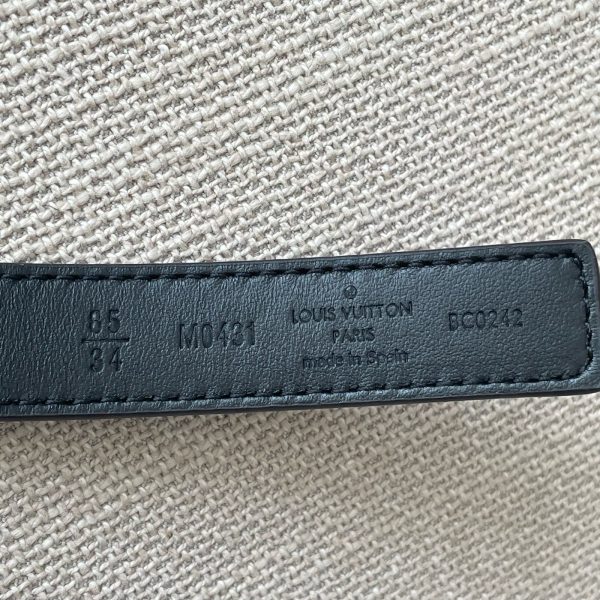 85
34
M0431
LOUIS VUITTON
PARIS
made in Spain
BC0242